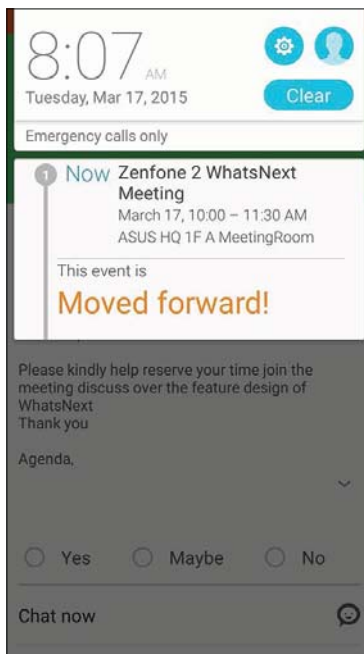 8:07 AM
Tuesday, Mar 17, 2015
Clear
Emergency calls only
1 Now Zenfone 2 WhatsNext
Meeting
March 17, 10:00 – 11:30 AM
ASUS HQ 1F A MeetingRoom
This event is
Moved forward!
Please kindly help reserve your time join the
meeting discuss over the feature design of
WhatsNext
Thank you
Agenda,
Yes Maybe No
Chat now